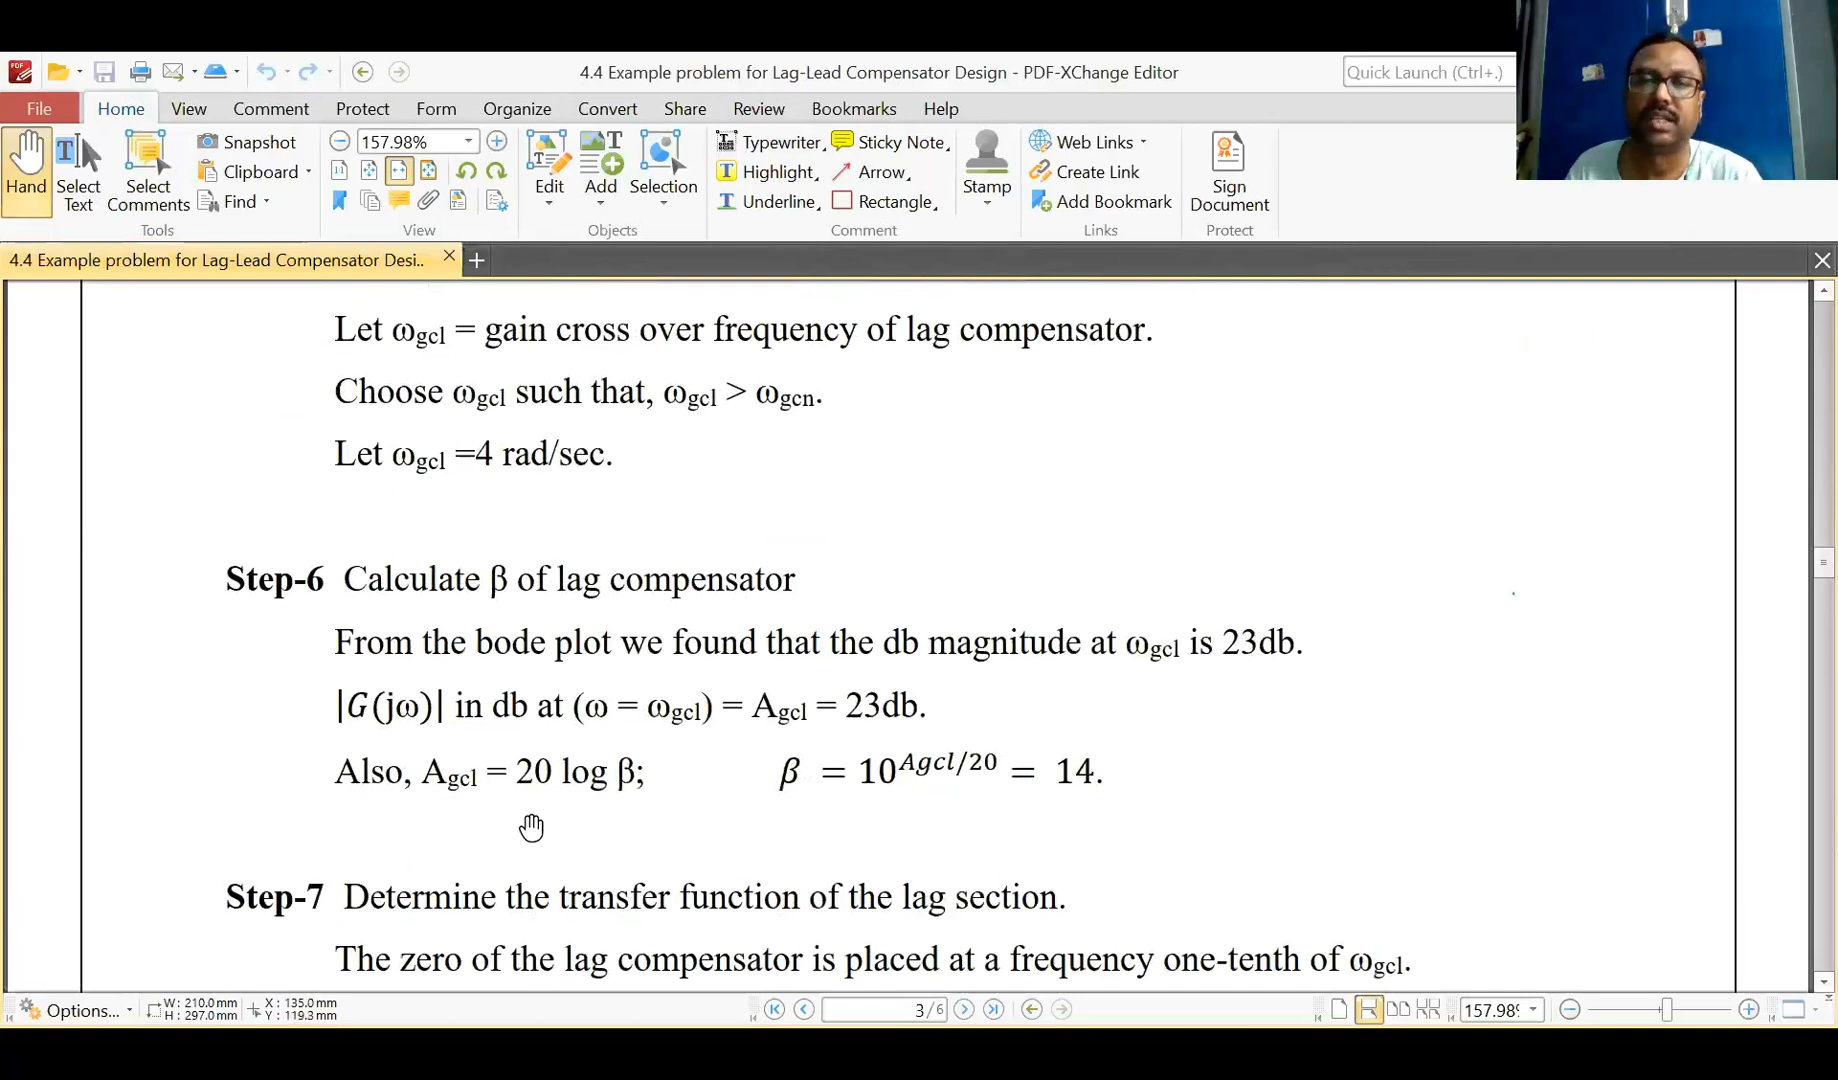 4.4 Example problem for Lag-Lead Compensator Design - PDF-XChange Editor
Quick Launch (Ctrl+.)
File Home View Comment Protect Form Organize Convert Share Review Bookmarks Help
Hand
Select Text
Select Comments
Snapshot
Clipboard
Find
Tools
157.98%
View
Edit
Add
Selection
Objects
Typewriter
Highlight
Underline
Sticky Note
Arrow
Rectangle
Stamp
Comment
Web Links
Create Link
Add Bookmark
Links
Sign Document
Protect
4.4 Example problem for Lag-Lead Compensator Desi..
Let ωgcl = gain cross over frequency of lag compensator.
Choose ωgcl such that, ωgcl > ωgcn.
Let ωgcl =4 rad/sec.
Step-6 Calculate β of lag compensator
From the bode plot we found that the db magnitude at ωgcl is 23db.
|G(jω)| in db at (ω = ωgcl) = Agcl = 23db.
Also, Agcl = 20 log β; β = 10^Agcl/20 = 14.
Step-7 Determine the transfer function of the lag section.
The zero of the lag compensator is placed at a frequency one-tenth of ωgcl.
Options...
W: 210.0mm
H: 297.0mm
X: 135.0mm
Y: 119.3mm
3/6
157.98%